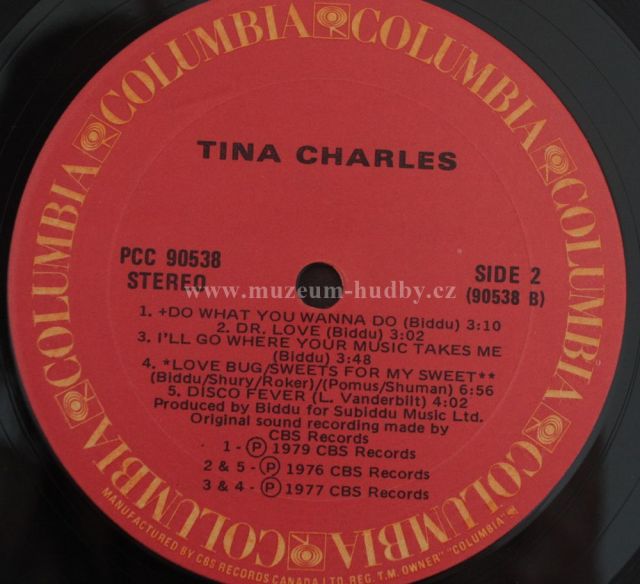 COLUMBIA COLUMBIA COLUMBIA COLUMBIA COLUMBIA COLUMBIA
TINA CHARLES
PCC 90538
STEREO
SIDE 2
(90538 B)
www.muzeum-hudby.cz
1. +DO WHAT YOU WANNA DO (Biddu) 3:10
2. DR. LOVE (Biddu) 3:02
3. I'LL GO WHERE YOUR MUSIC TAKES ME
(Biddu) 3:48
4. *LOVE BUG/SWEETS FOR MY SWEET**
(Biddu/Shury/Roker)/(Pomus/Shuman) 6:56
5. DISCO FEVER (L. Vanderbilt) 4:02
Produced by Biddu for Subiddu Music Ltd.
Original sound recording made by
CBS Records
1 - Ⓟ 1979 CBS Records
2 & 5 - Ⓟ 1976 CBS Records
3 & 4 - Ⓟ 1977 CBS Records
MANUFACTURED BY CBS RECORDS CANADA LTD. REG. T.M. OWNER "COLUMBIA"